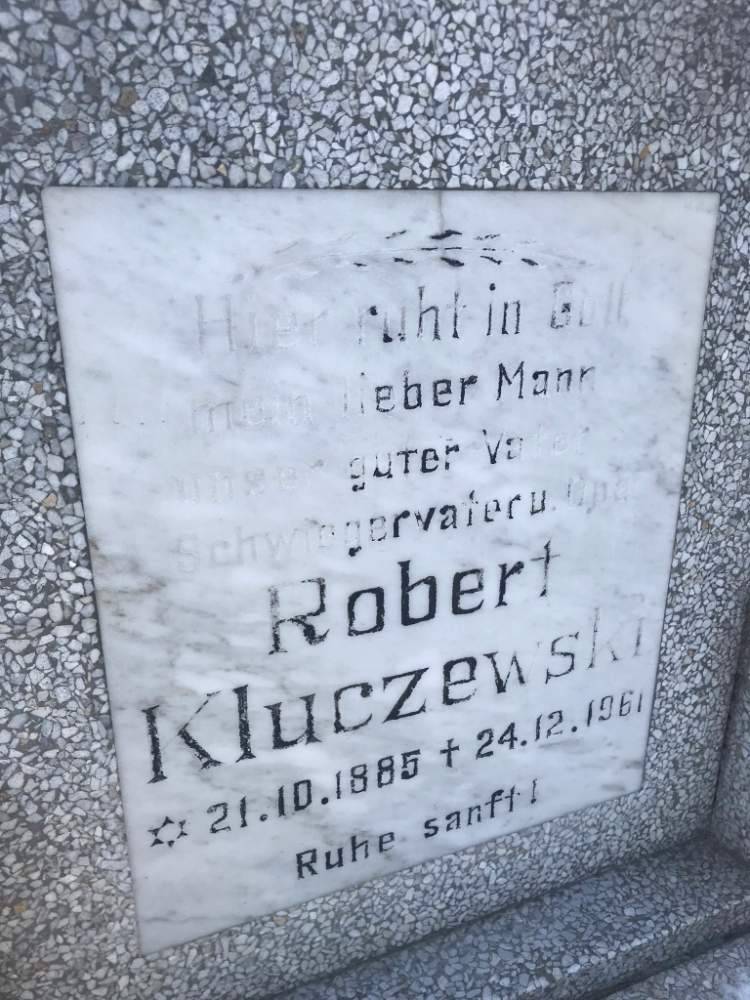 Hier ruht in Gott
mein lieber Mann
unser guter Vater
Schwiegervater u. Opa
Robert
Kluczewski
✡ 21.10.1885 ✝ 24.12.1961
Ruhe sanft!